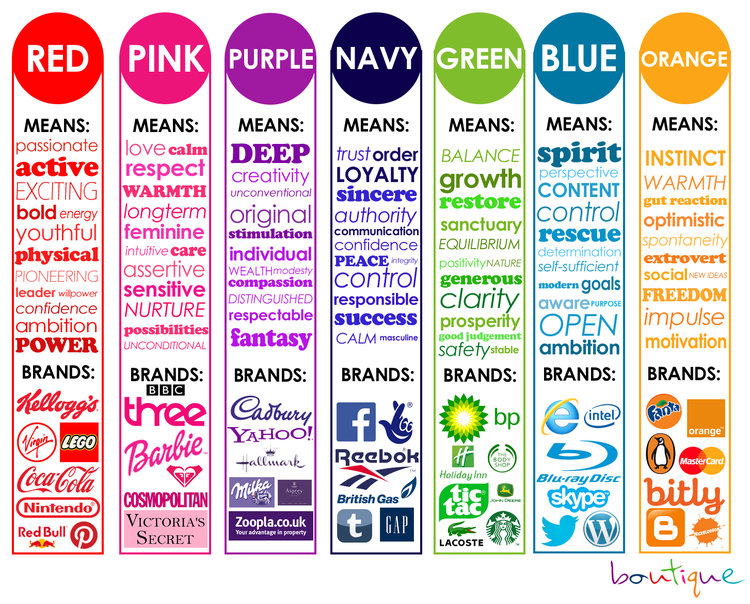 RED
MEANS:
passionate
active
EXCITING
bold energy
youthful
physical
PIONEERING
leader willpower
confidence
ambition
POWER
BRANDS:
Kellogg's
Virgin LEGO
Coca-Cola
Nintendo
Red Bull
PINK
MEANS:
love calm
respect
WARMTH
longterm
feminine
intuitive care
assertive
sensitive
NURTURE
possibilities
UNCONDITIONAL
BRANDS:
BBC
three
Barbie
COSMOPOLITAN
VICTORIA'S
SECRET
PURPLE
MEANS:
DEEP
creativity
unconventional
original
stimulation
individual
WEALTH modesty
compassion
DISTINGUISHED
respectable
fantasy
BRANDS:
Cadbury
YAHOO!
Hallmark
Milka Asprey
Zoopla.co.uk
Your advantage in property
NAVY
MEANS:
trust order
LOYALTY
sincere
authority
communication
confidence
PEACE integrity
control
responsible
success
CALM masculine
BRANDS:
f
Reebok
British Gas
t GAP
GREEN
MEANS:
BALANCE
growth
restore
sanctuary
EQUILIBRIUM
positivity NATURE
generous
clarity
prosperity
good judgement
safety stable
BRANDS:
bp
H THE BODY SHOP
Holiday Inn
tic tac JOHN DEERE
LACOSTE
BLUE
MEANS:
spirit
perspective
CONTENT
control
rescue
determination
self-sufficient
modern goals
aware PURPOSE
OPEN
ambition
BRANDS:
e intel
Blu-ray Disc
skype
W
ORANGE
MEANS:
INSTINCT
WARMTH
gut reaction
optimistic
spontaneity
extrovert
social NEW IDEAS
FREEDOM
impulse
motivation
BRANDS:
Fanta orange
MasterCard
bitly
B nickelodeon
boutique